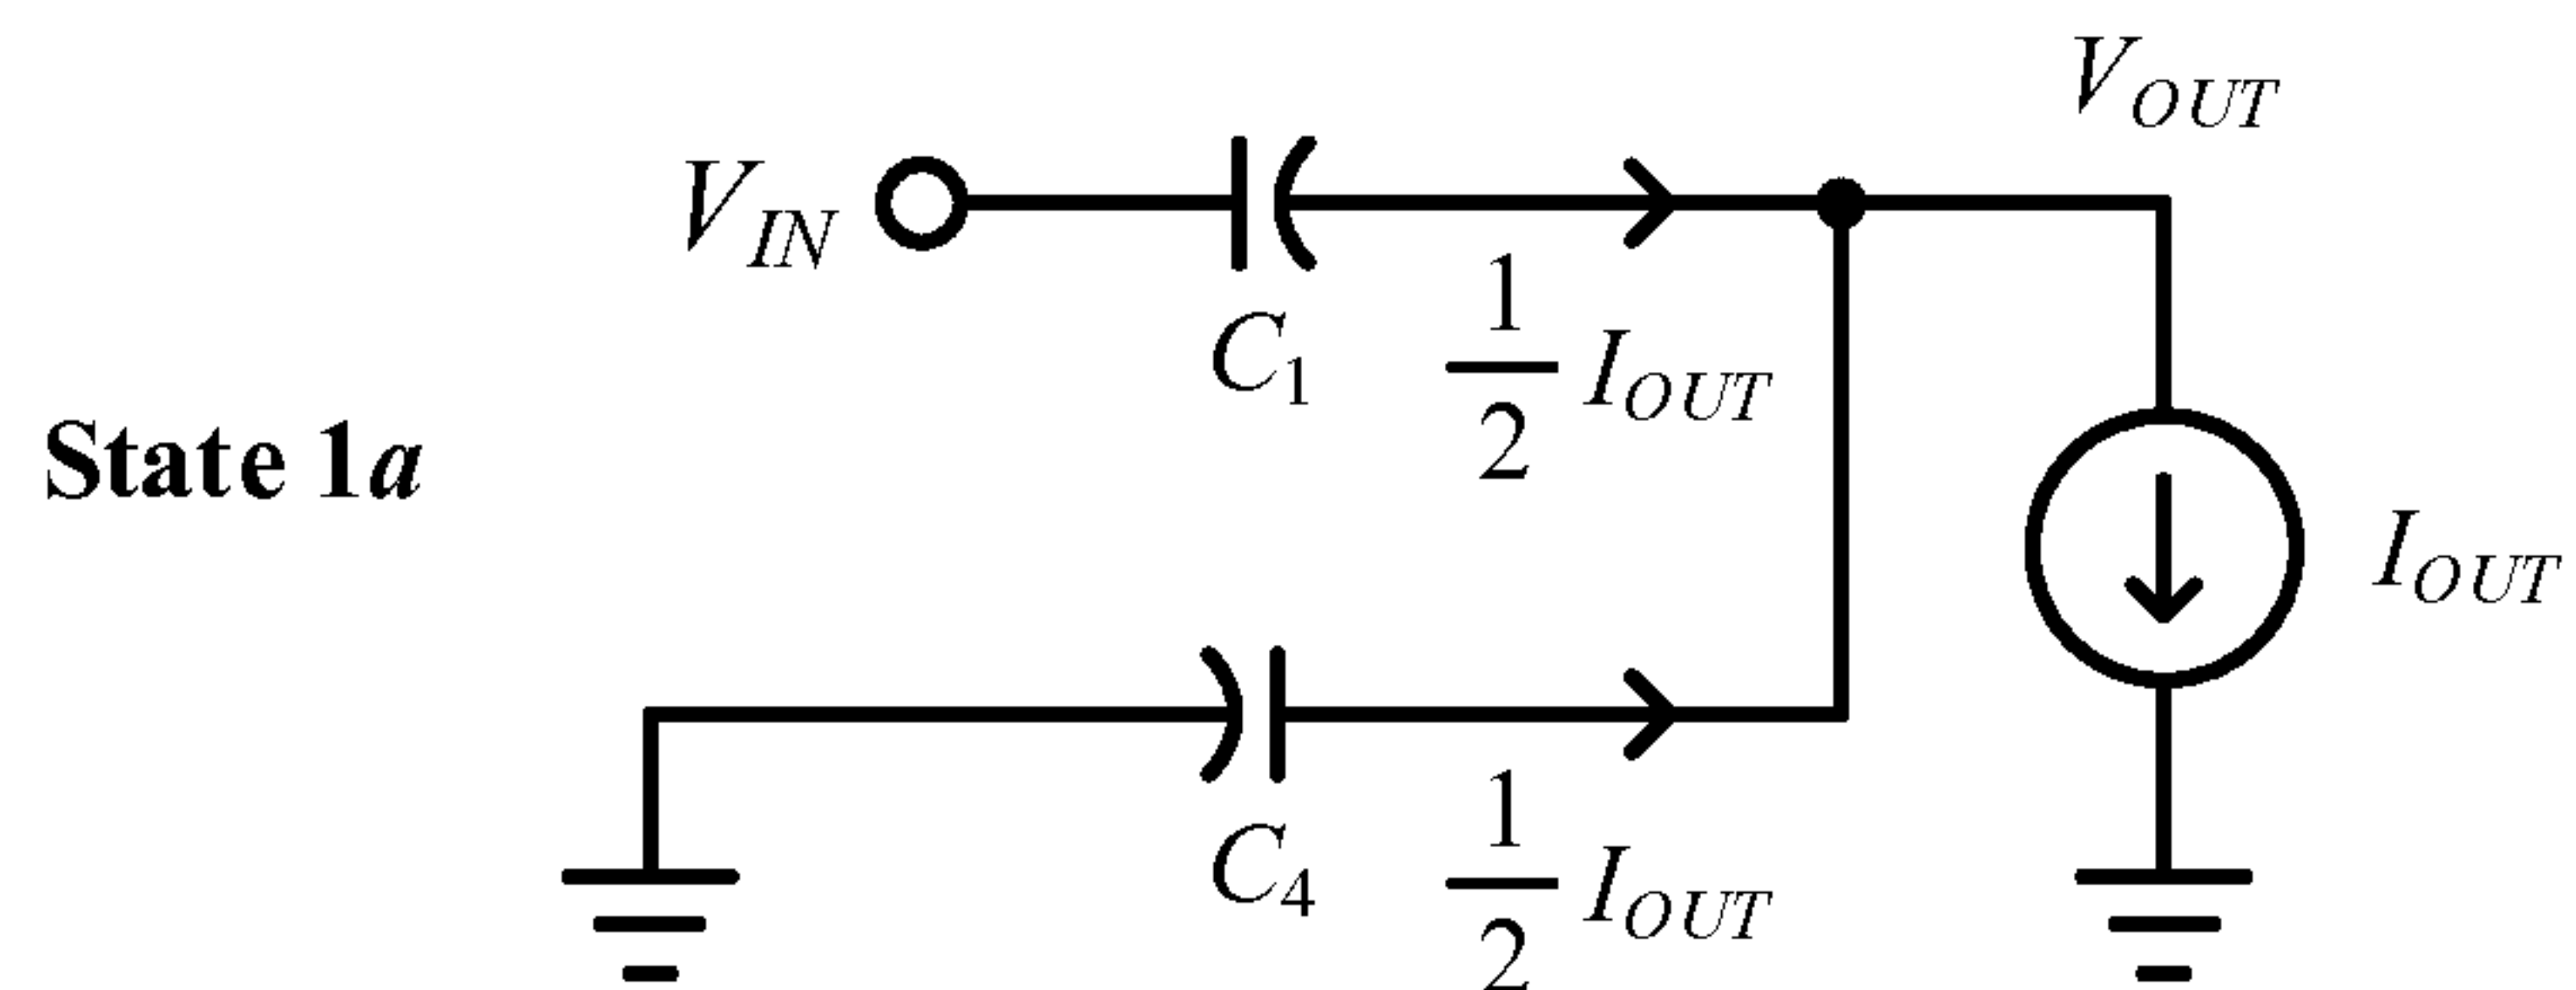 V_OUT
V_IN
C_1
1/2 I_OUT
State 1a
I_OUT
C_4
1/2 I_OUT